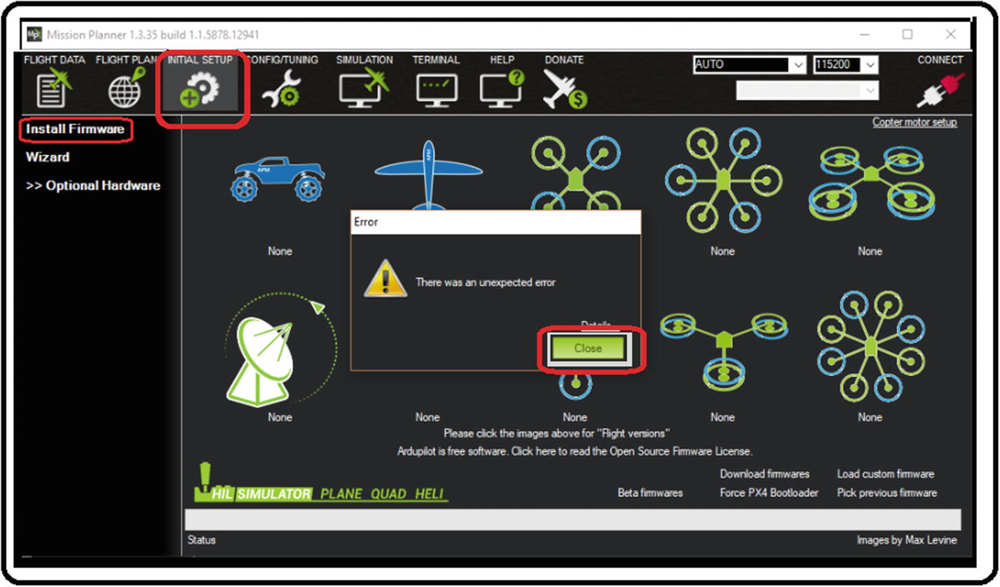 Mission Planner 1.3.35 build 1.1.5878.12941
FLIGHT DATA FLIGHT PLAN INITIAL SETUP CONFIG/TUNING SIMULATION TERMINAL HELP DONATE
AUTO 115200 CONNECT
Copter motor setup
Install Firmware
Wizard
>> Optional Hardware
APM
APM
None None None
Error
There was an unexpected error
Details
Close
None None None None None
Please click the images above for "Flight versions"
Ardupilot is free software. Click here to read the Open Source Firmware License.
Download firmwares Load custom firmware
HIL SIMULATOR PLANE QUAD HELI
Beta firmwares Force PX4 Bootloader Pick previous firmware
Status
Images by Max Levine